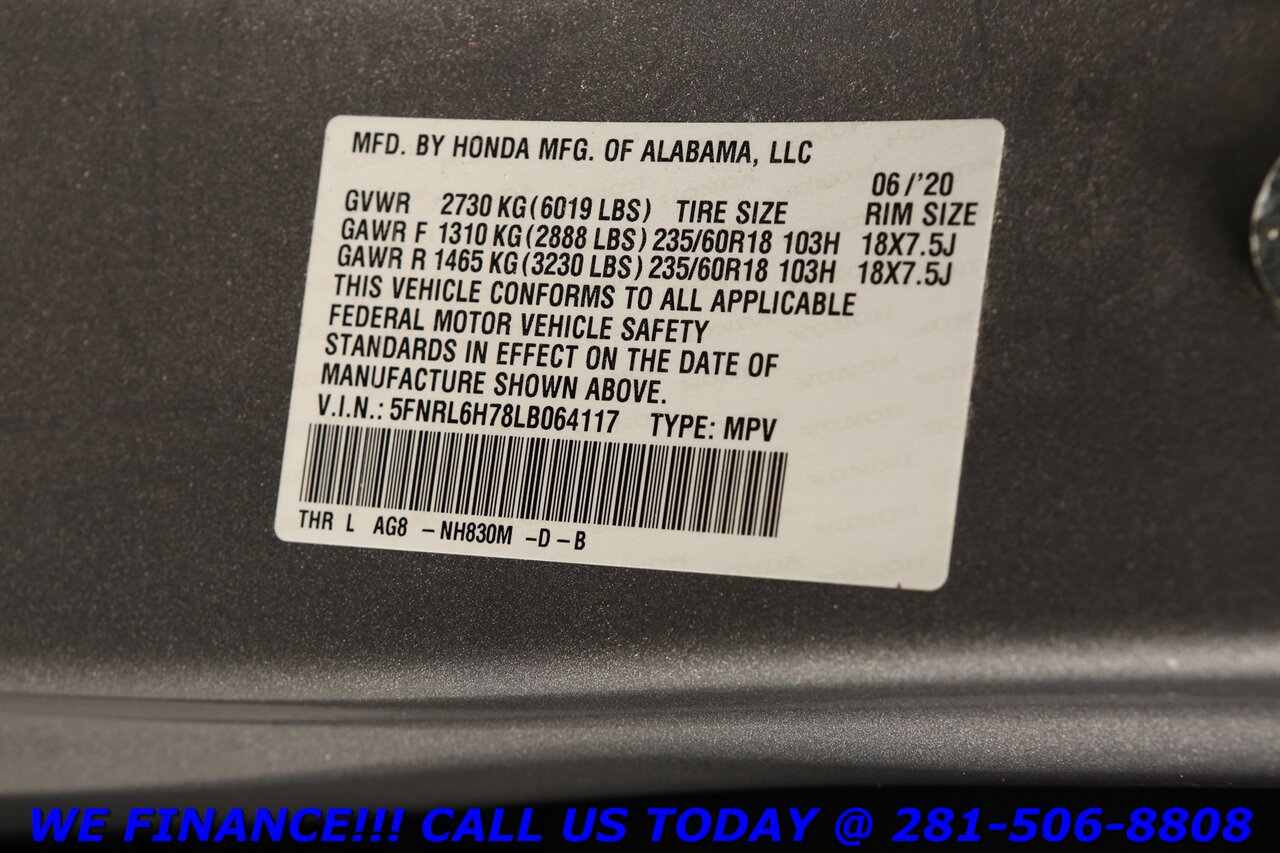 MFD. BY HONDA MFG. OF ALABAMA, LLC
06/'20
GVWR 2730 KG(6019 LBS) TIRE SIZE RIM SIZE
GAWR F 1310 KG(2888 LBS) 235/60R18 103H 18X7.5J
GAWR R 1465 KG(3230 LBS) 235/60R18 103H 18X7.5J
THIS VEHICLE CONFORMS TO ALL APPLICABLE
FEDERAL MOTOR VEHICLE SAFETY
STANDARDS IN EFFECT ON THE DATE OF
MANUFACTURE SHOWN ABOVE.
V.I.N.: 5FNRL6H78LB064117 TYPE: MPV
THR L AG8 -NH830M -D-B
WE FINANCE!!! CALL US TODAY @ 281-506-8808